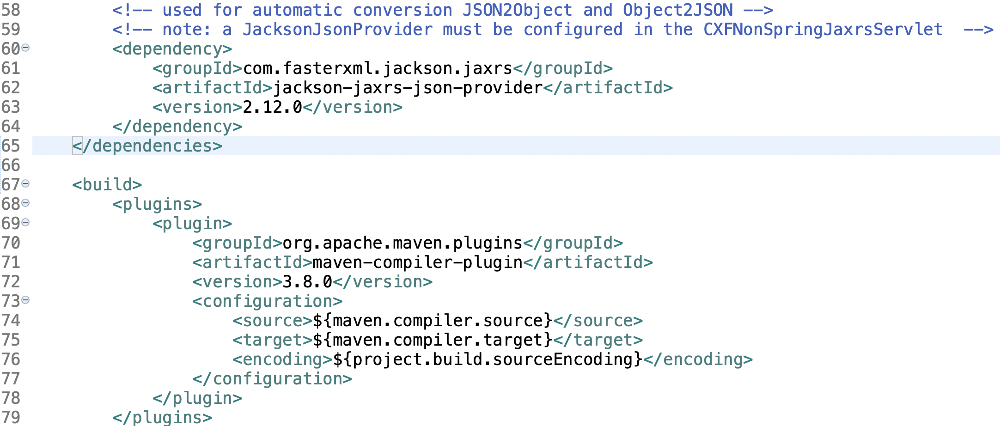 58 <!-- used for automatic conversion JSON2Object and Object2JSON -->
59 <!-- note: a JacksonJsonProvider must be configured in the CXFNonSpringJaxrsServlet  -->
60 <dependency>
61 <groupId>com.fasterxml.jackson.jaxrs</groupId>
62 <artifactId>jackson-jaxrs-json-provider</artifactId>
63 <version>2.12.0</version>
64 </dependency>
65 </dependencies>
66
67 <build>
68 <plugins>
69 <plugin>
70 <groupId>org.apache.maven.plugins</groupId>
71 <artifactId>maven-compiler-plugin</artifactId>
72 <version>3.8.0</version>
73 <configuration>
74 <source>${maven.compiler.source}</source>
75 <target>${maven.compiler.target}</target>
76 <encoding>${project.build.sourceEncoding}</encoding>
77 </configuration>
78 </plugin>
79 </plugins>